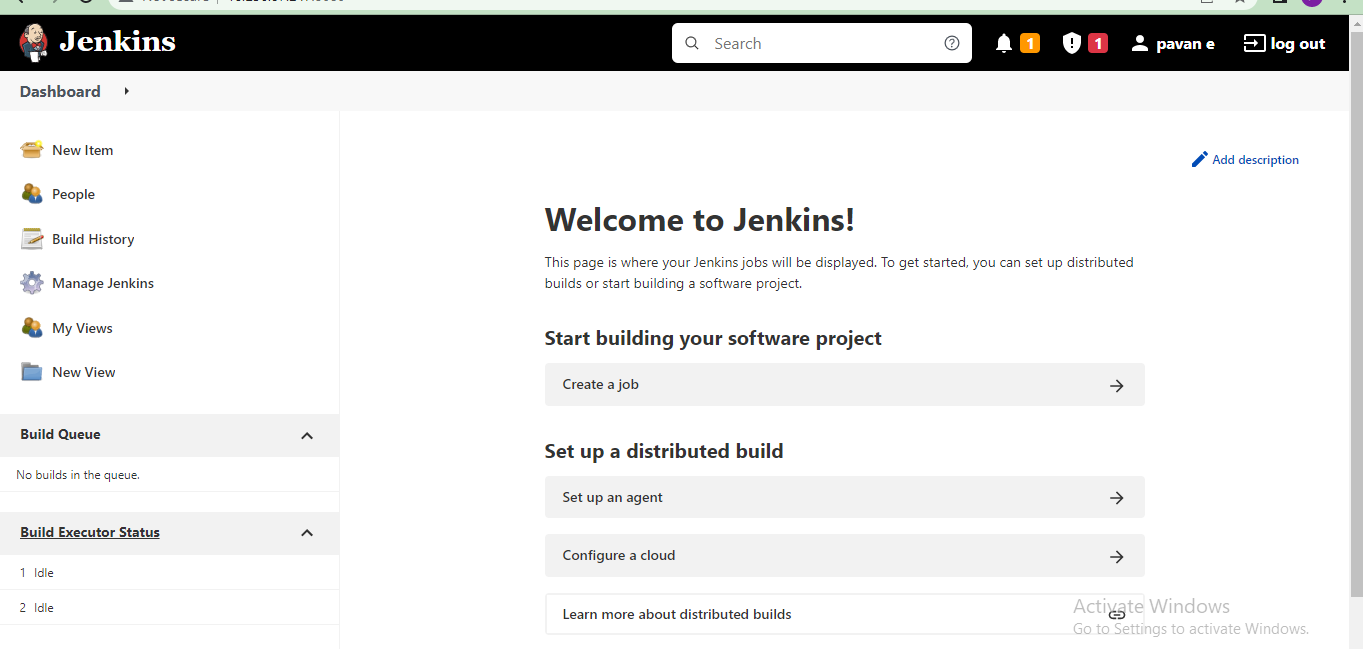 Jenkins
Search
1
1
pavan e
log out
Dashboard
New Item
People
Build History
Manage Jenkins
My Views
New View
Build Queue
No builds in the queue.
Build Executor Status
1 Idle
2 Idle
Add description
Welcome to Jenkins!
This page is where your Jenkins jobs will be displayed. To get started, you can set up distributed
builds or start building a software project.
Start building your software project
Create a job
Set up a distributed build
Set up an agent
Configure a cloud
Learn more about distributed builds
Activate Windows
Go to Settings to activate Windows.